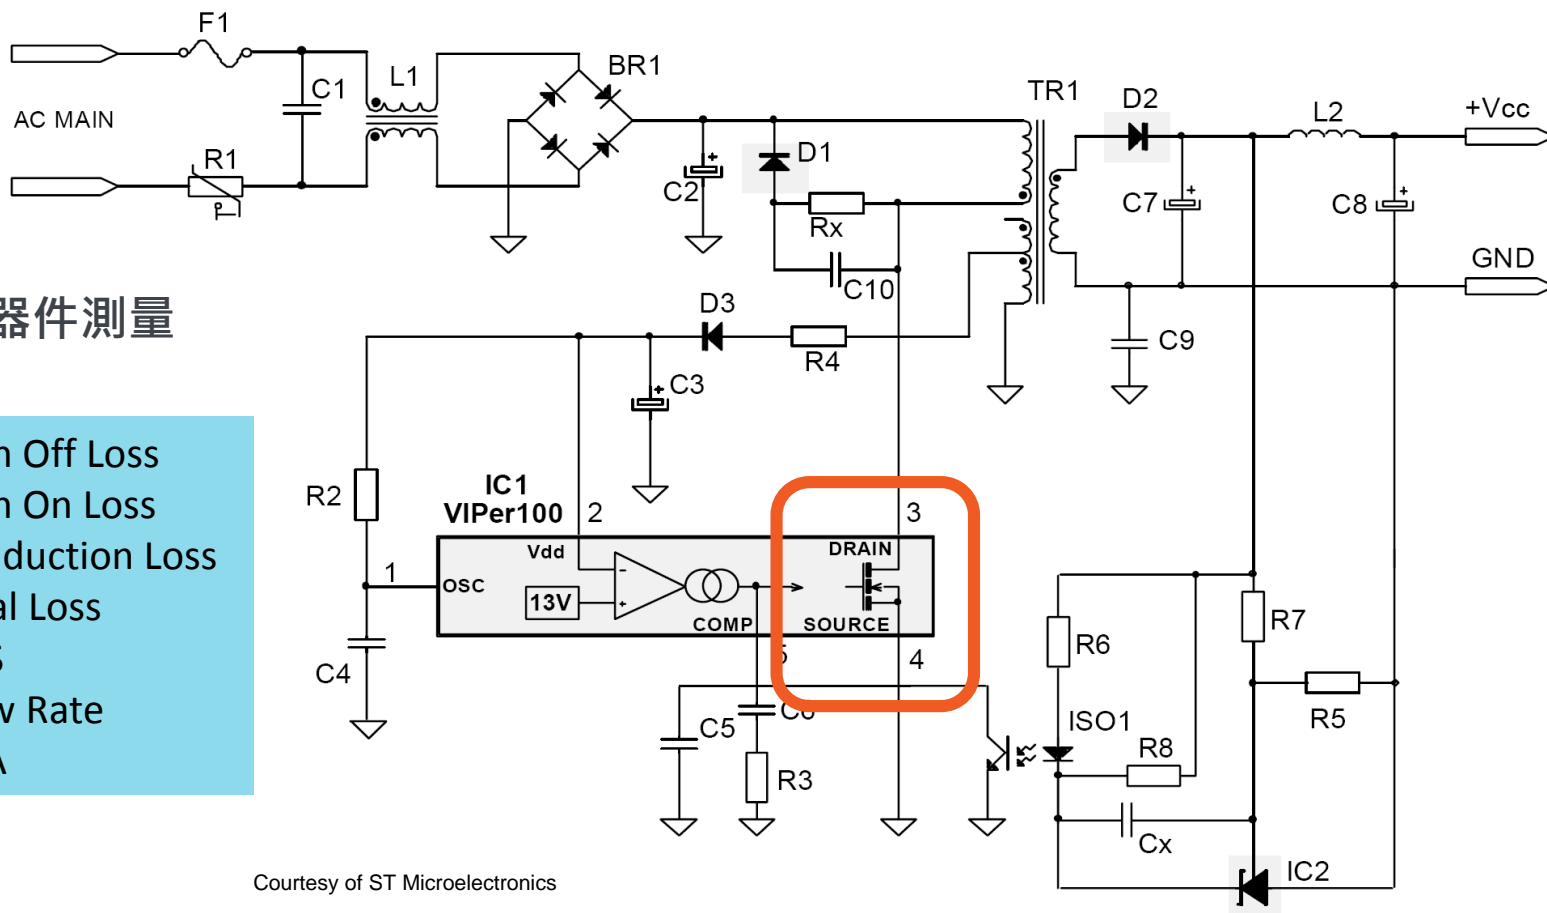 F1
C1
L1
BR1
AC MAIN
R1
T°
C2
D1
Rx
C10
TR1
D2
L2
+Vcc
C7
C8
GND
C9
器件測量
D3
R4
C3
Off Loss
On Loss
duction Loss
Loss
Rate
R2
IC1
VIPer100
2
3
1
Vdd
DRAIN
OSC
13V
COMP
SOURCE
5
4
C4
C5
C6
R3
R6
R7
R5
ISO1
R8
Cx
IC2
Courtesy of ST Microelectronics